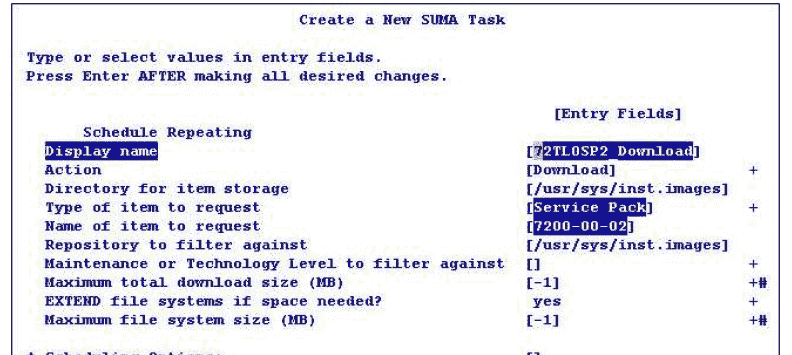 Create a New SUMA Task
Type or select values in entry fields.
Press Enter AFTER making all desired changes.
[Entry Fields]
Schedule Repeating
Display name [72TL0SP2 Download]
Action [Download] +
Directory for item storage [/usr/sys/inst.images]
Type of item to request [Service Pack] +
Name of item to request [7200-00-02]
Repository to filter against [/usr/sys/inst.images]
Maintenance or Technology Level to filter against [] +
Maximum total download size (MB) [-1] +#
EXTEND file systems if space needed? yes +
Maximum file system size (MB) [-1] +#